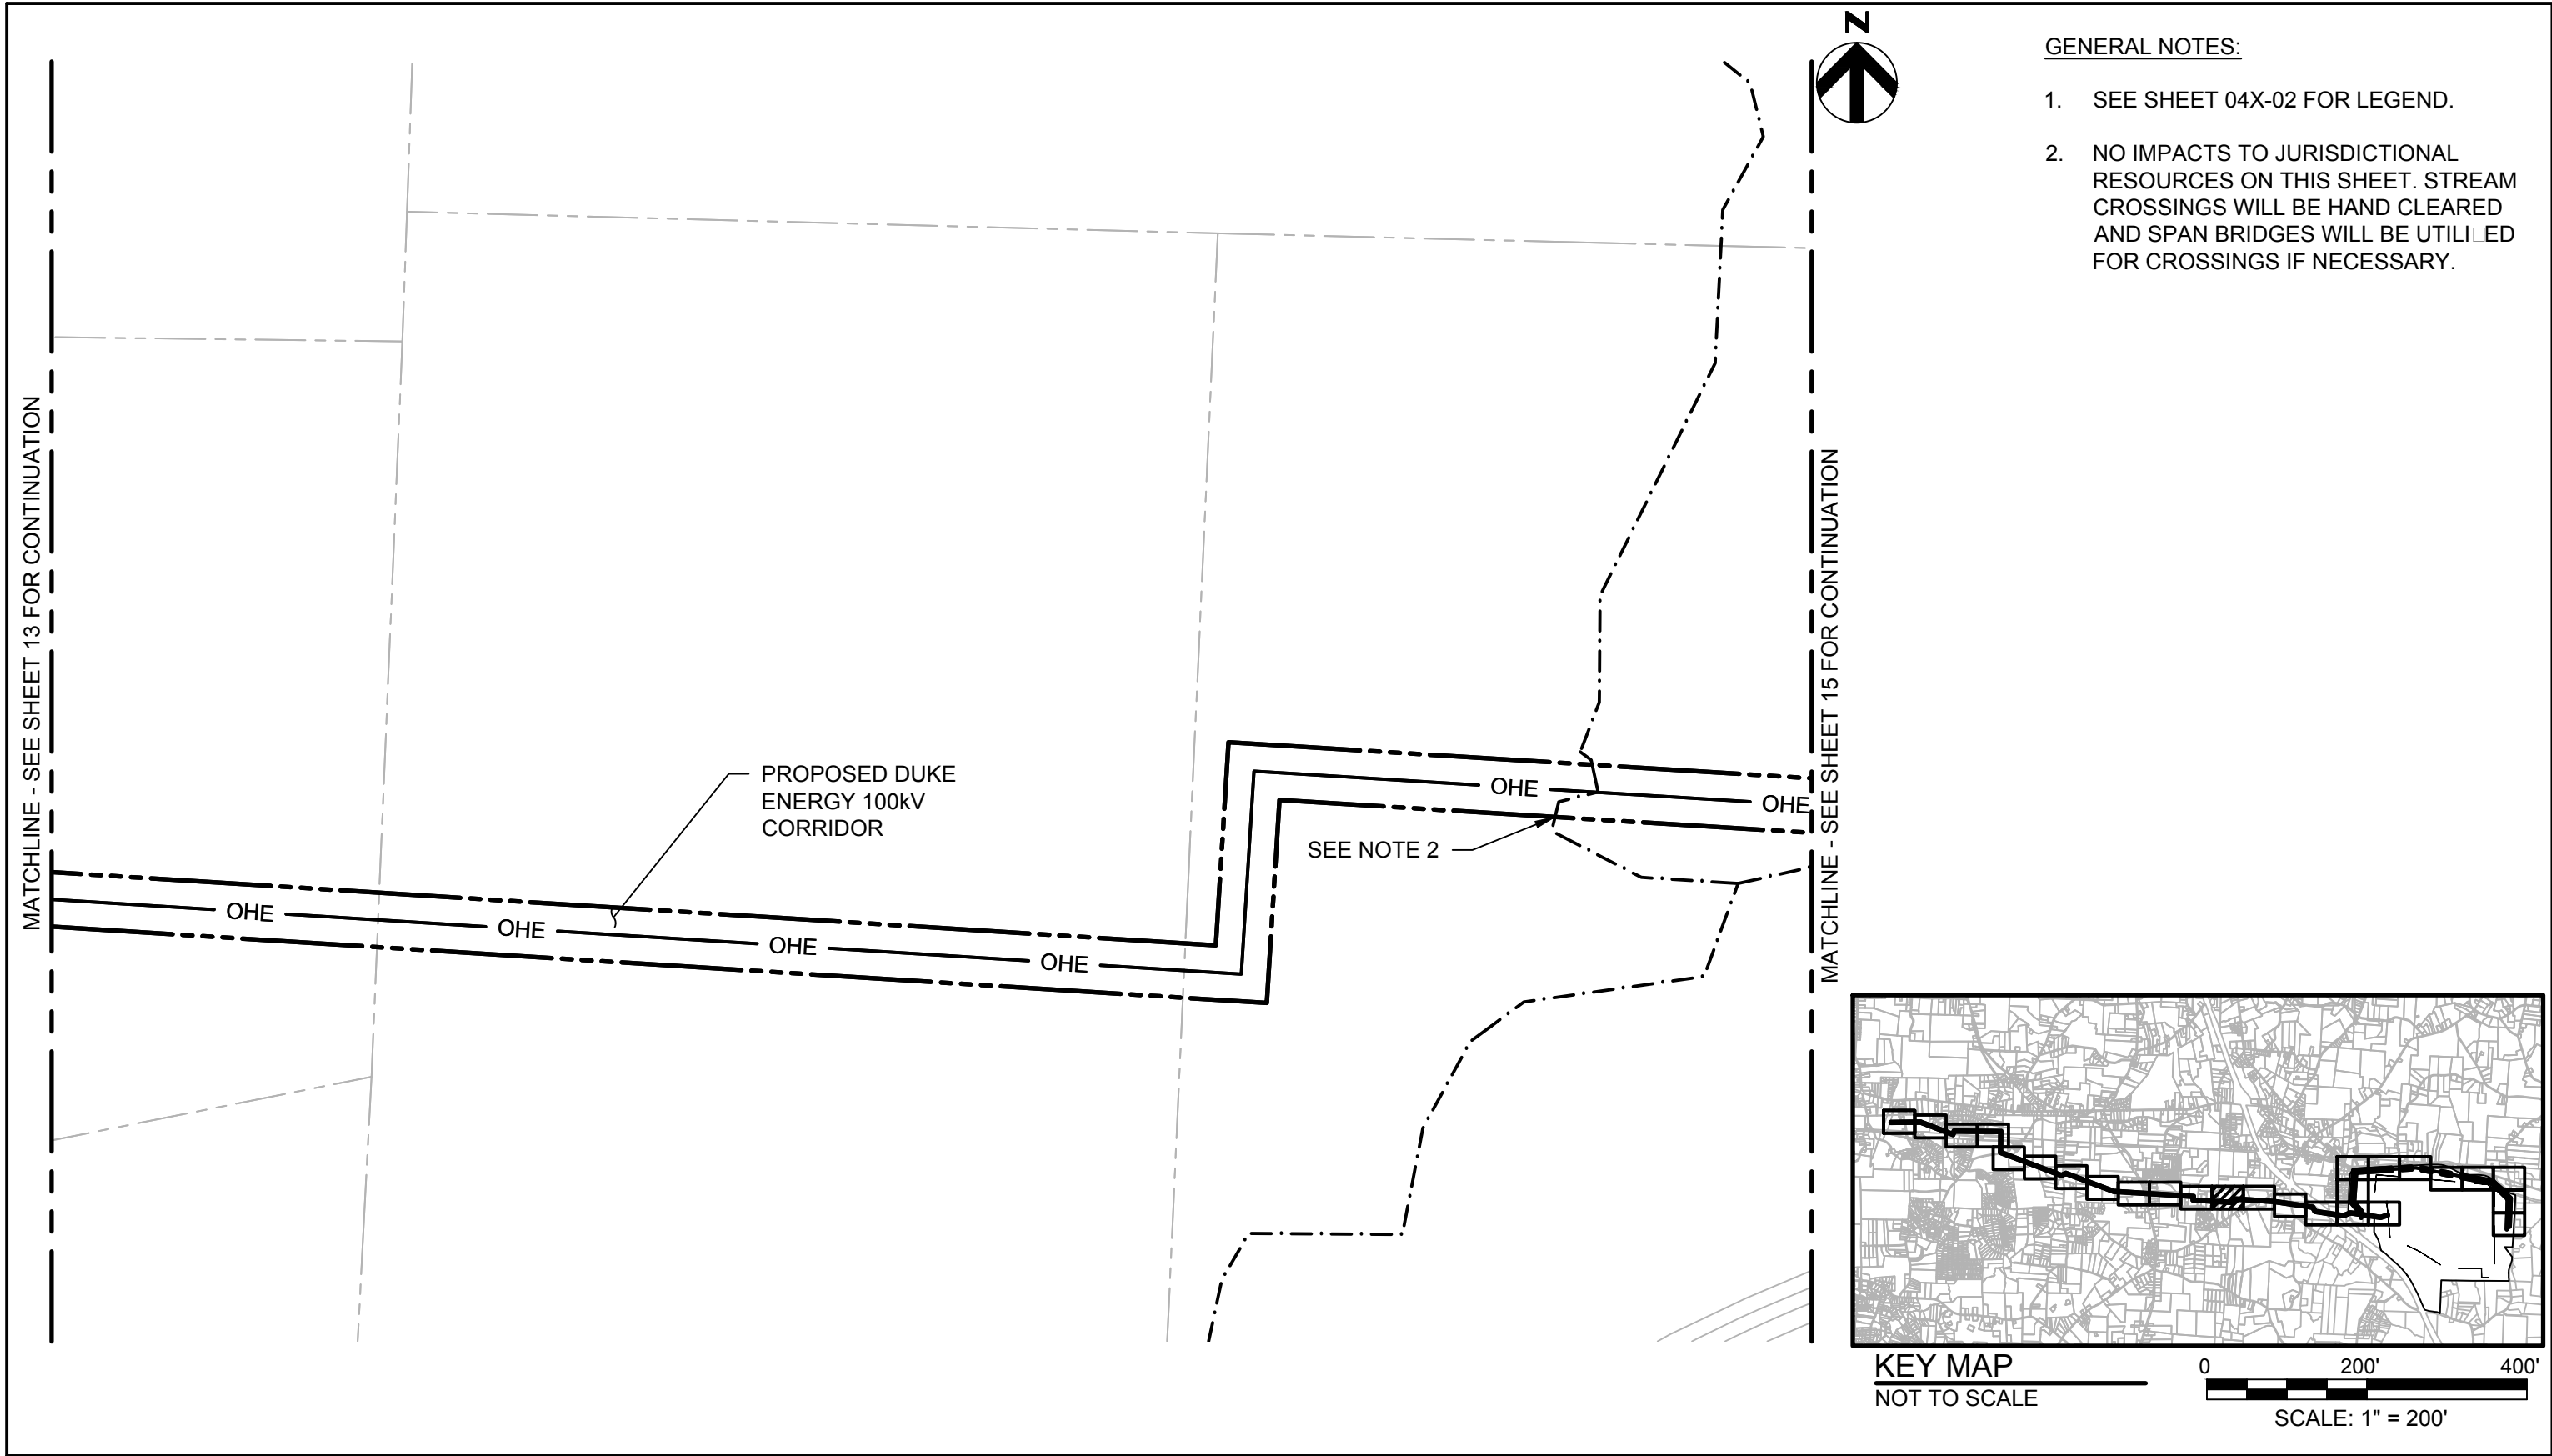 N
GENERAL NOTES:
1. SEE SHEET 04X-02 FOR LEGEND.
2. NO IMPACTS TO JURISDICTIONAL
RESOURCES ON THIS SHEET. STREAM
CROSSINGS WILL BE HAND CLEARED
AND SPAN BRIDGES WILL BE UTILI□ED
FOR CROSSINGS IF NECESSARY.
MATCHLINE - SEE SHEET 13 FOR CONTINUATION
MATCHLINE - SEE SHEET 15 FOR CONTINUATION
PROPOSED DUKE
ENERGY 100kV
CORRIDOR
OHE
OHE
SEE NOTE 2
OHE
OHE
OHE
OHE
KEY MAP
NOT TO SCALE
0 200' 400'
SCALE: 1" = 200'